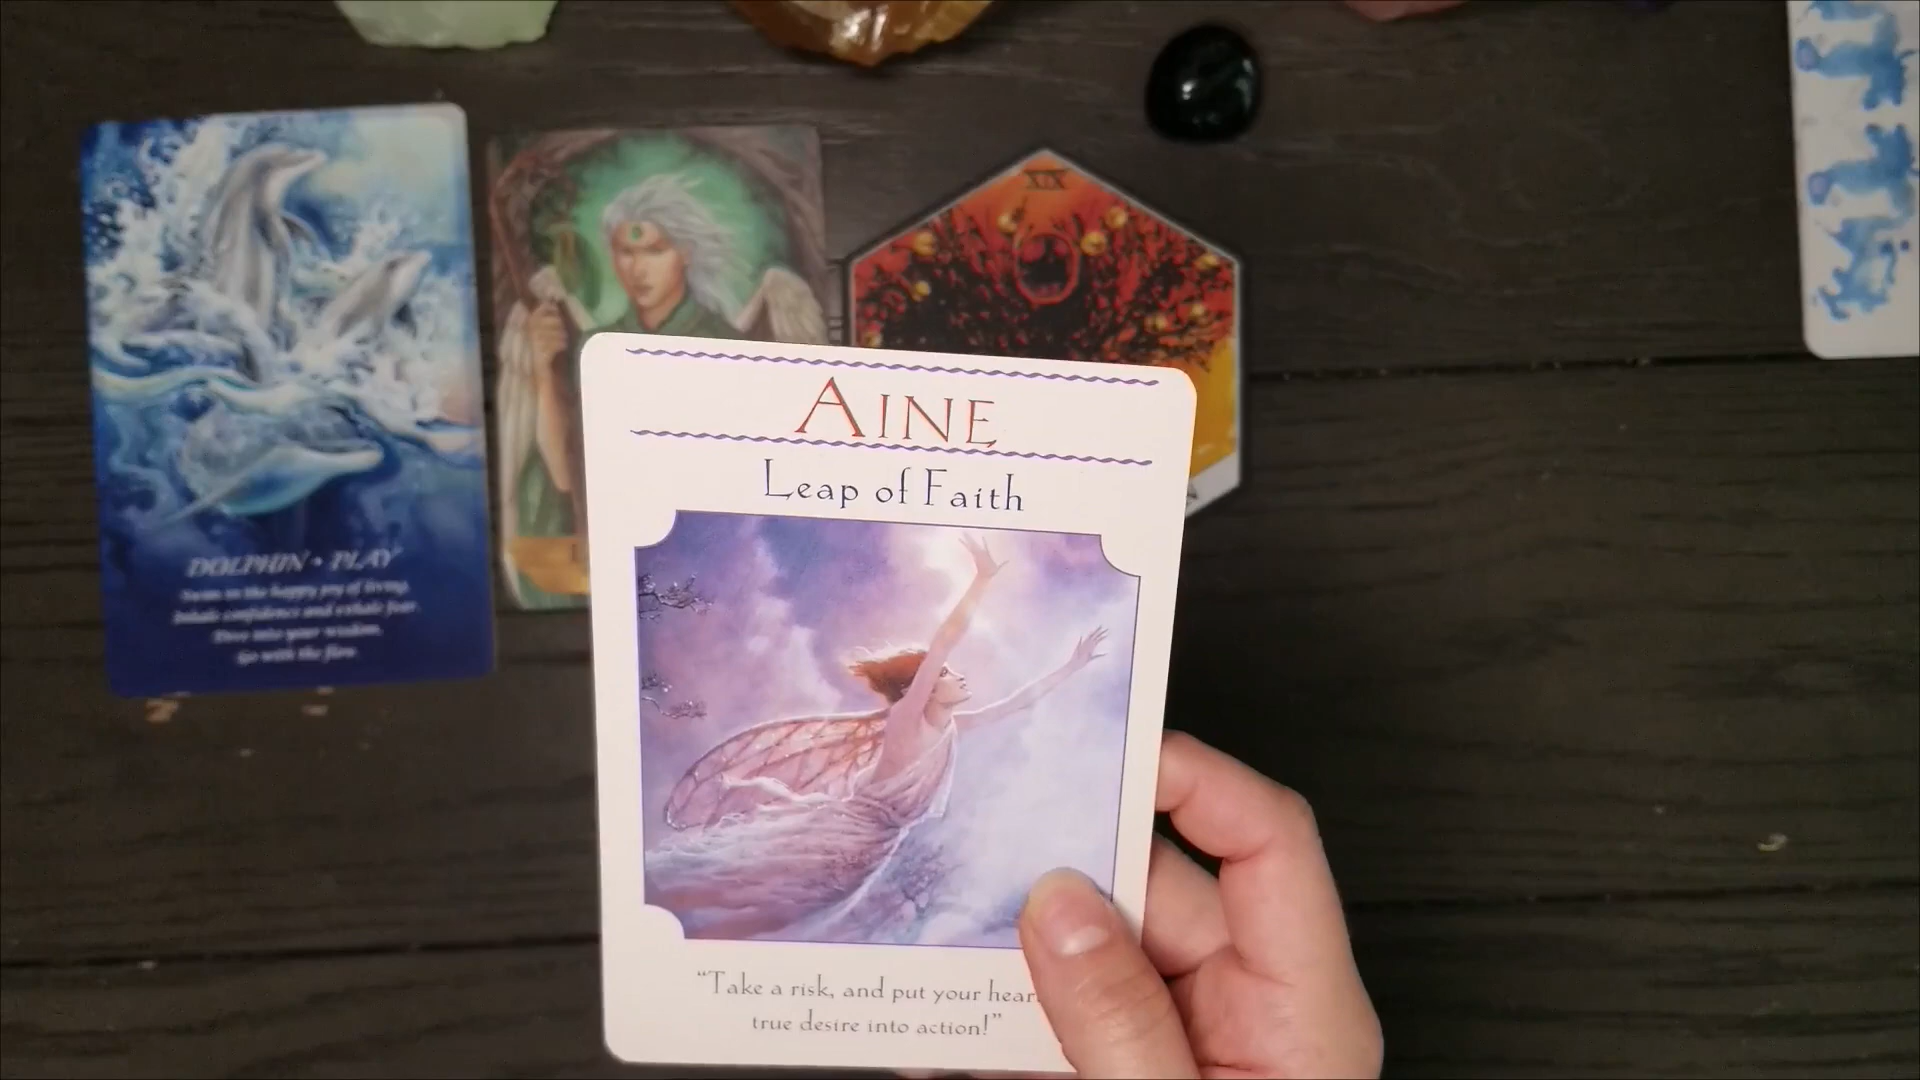 DOLPHIN • PLAY
Swim in the happy joy of living.
Inhale confidence and exhale fear.
Dive into your wisdom.
Go with the flow.
XIX
AINE
Leap of Faith
"Take a risk, and put your
true desire into action!"